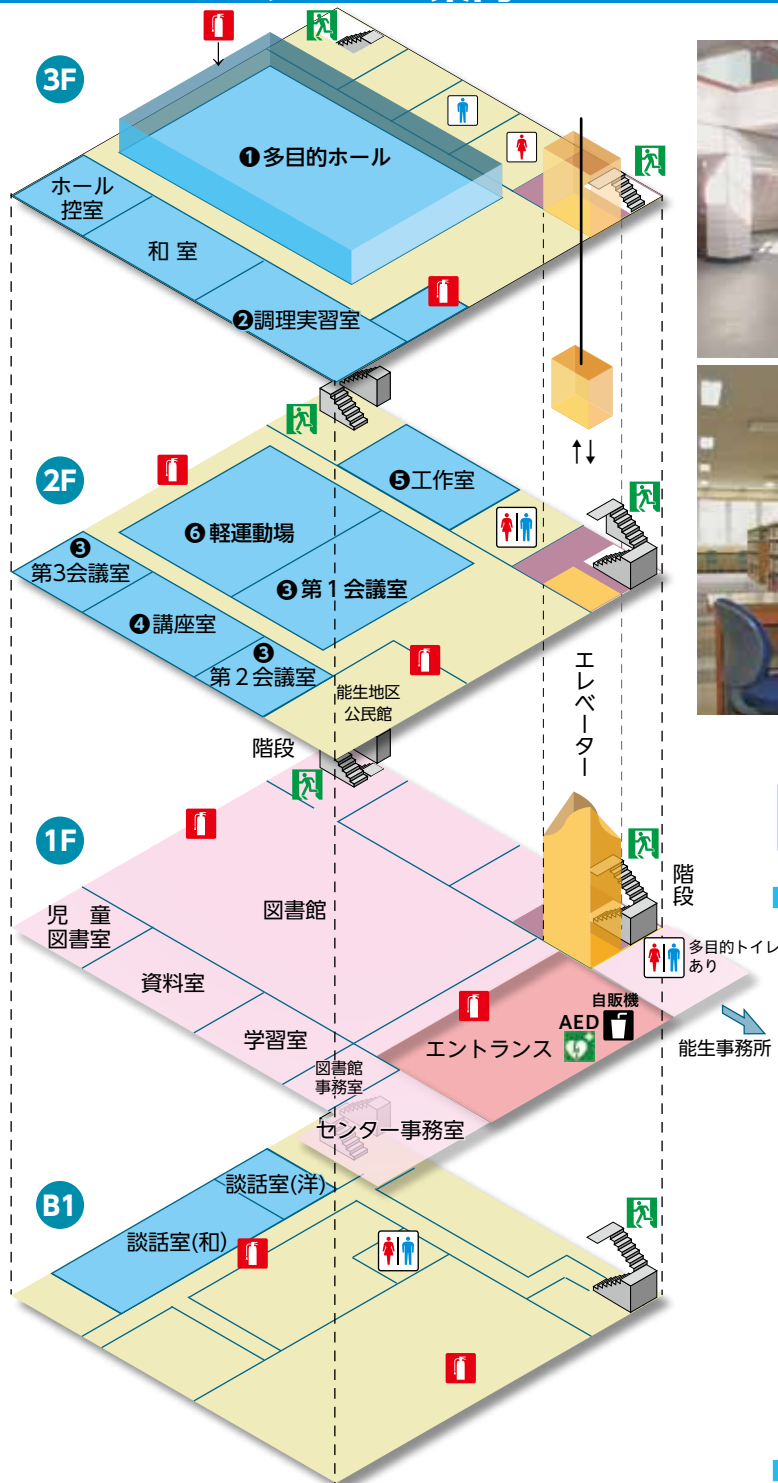 3F
❶多目的ホール
ホール
控室
和 室
❷調理実習室
2F
❺工作室
❻軽運動場
❸
第3会議室
❸第1会議室
❹講座室
❸
第2会議室
能生地区
公民館
エレベーター
階段
1F
階段
児 童
図書室
図書館
資料室
多目的トイレ
あり
自販機
AED
学習室
エントランス
能生事務所
図書館
事務室
センター事務室
B1
談話室(洋)
談話室(和)